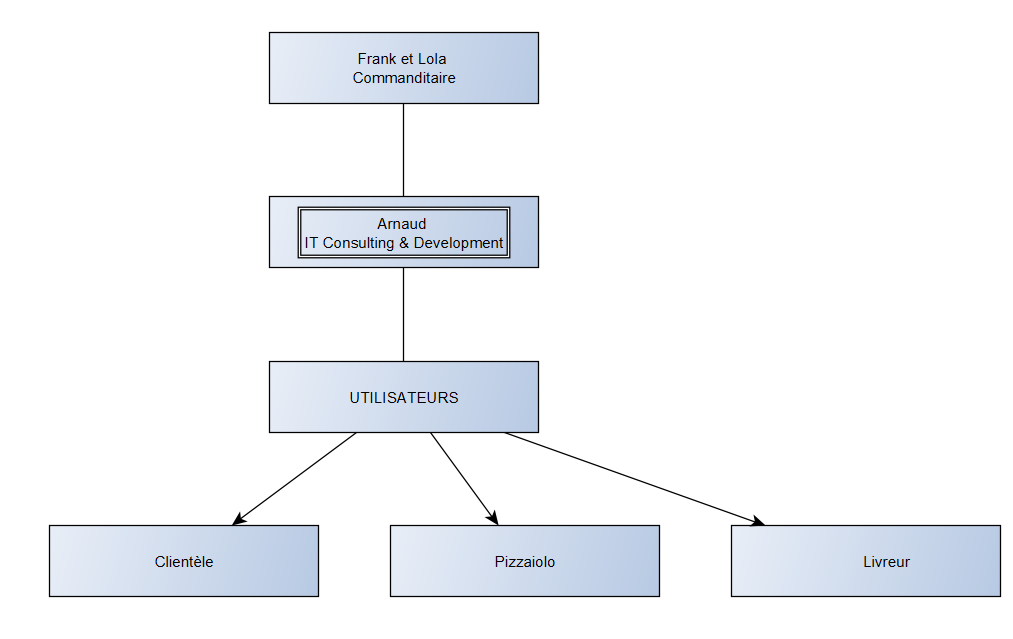 Frank et Lola
Commanditaire
Arnaud
IT Consulting & Development
UTILISATEURS
Clientèle
Pizzaiolo
Livreur